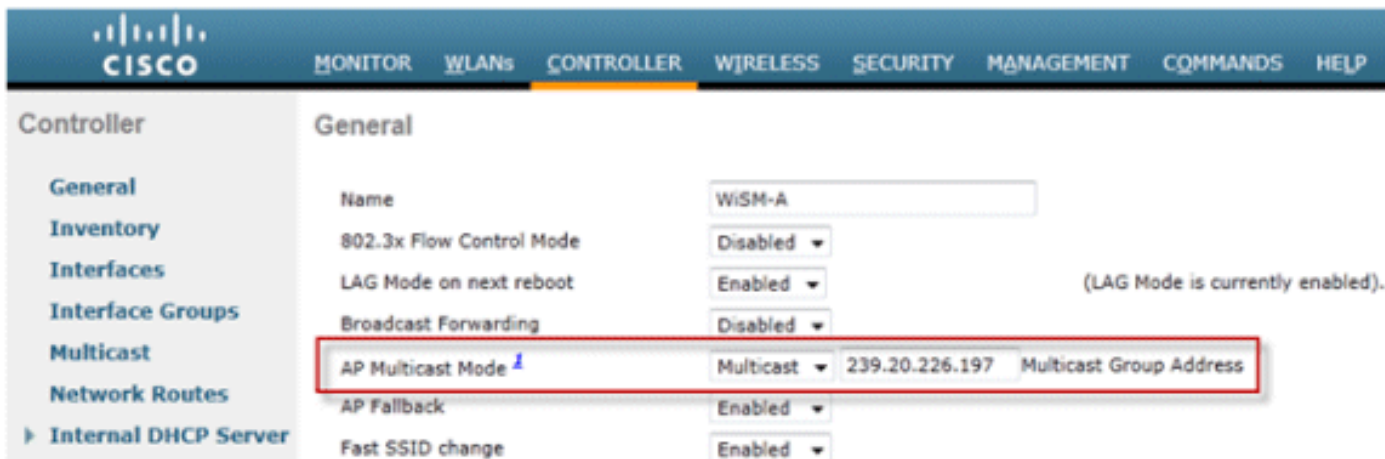 CISCO
MONITOR WLANs CONTROLLER WIRELESS SECURITY MANAGEMENT COMMANDS HELP
Controller
General
Inventory
Interfaces
Interface Groups
Multicast
Network Routes
Internal DHCP Server
General
Name WiSM-A
802.3x Flow Control Mode Disabled
LAG Mode on next reboot Enabled (LAG Mode is currently enabled).
Broadcast Forwarding Disabled
AP Multicast Mode 1 Multicast 239.20.226.197 Multicast Group Address
AP Fallback Enabled
Fast SSID change Enabled